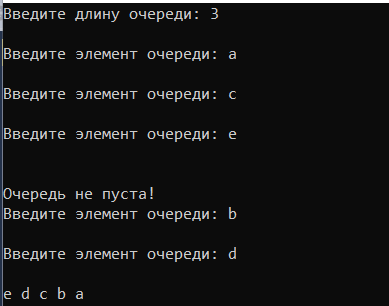 Введите длину очереди: 3
Введите элемент очереди: a
Введите элемент очереди: c
Введите элемент очереди: e
Очередь не пуста!
Введите элемент очереди: b
Введите элемент очереди: d
e d c b a